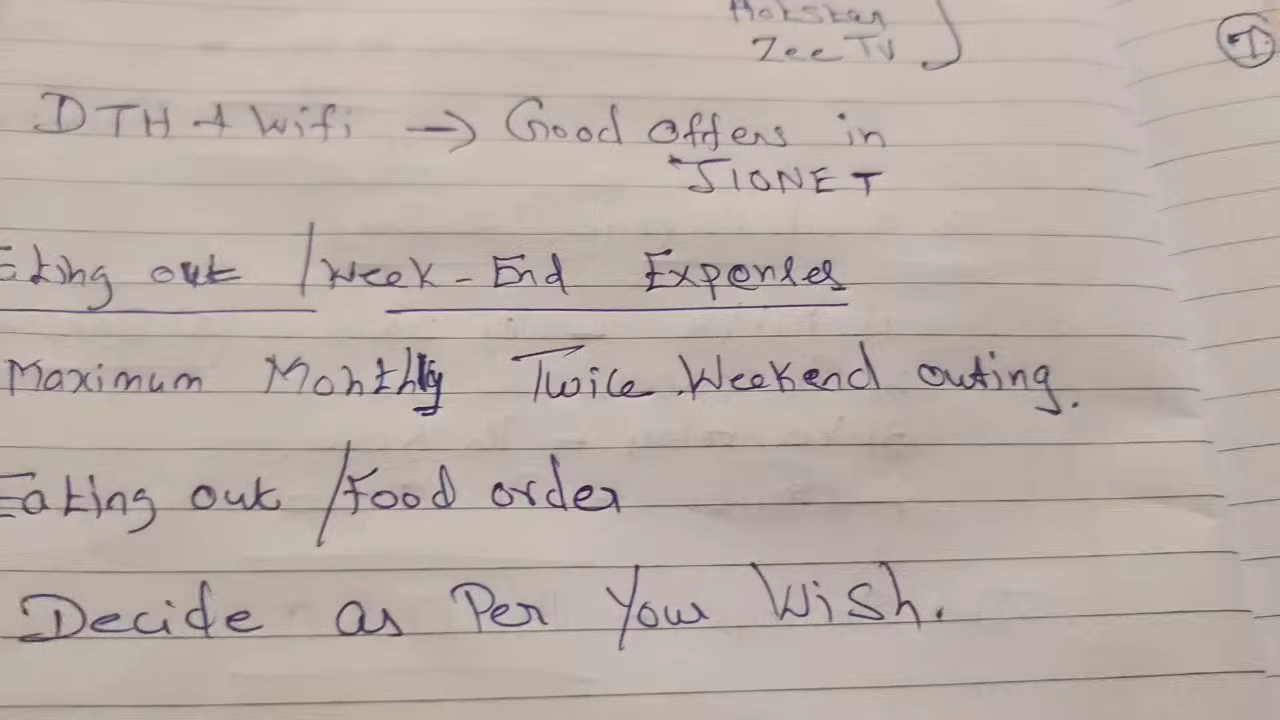 Hotstar
Zee TV
DTH + Wifi → Good offers in
JIONET
Eating out / Week-End Expenses
Maximum Monthly Twice Weekend outing.
Eating out / Food order
Decide as Per Your Wish.